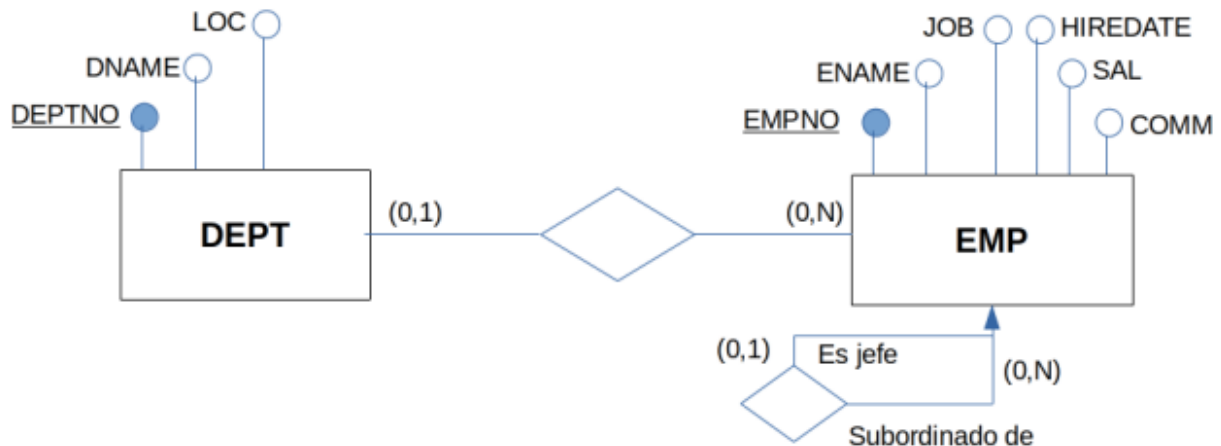 LOC
DNAME
DEPTNO
JOB
HIREDATE
ENAME
SAL
EMPNO
COMM
DEPT
(0,1)
(0,N)
EMP
(0,1)
Es jefe
(0,N)
Subordinado de